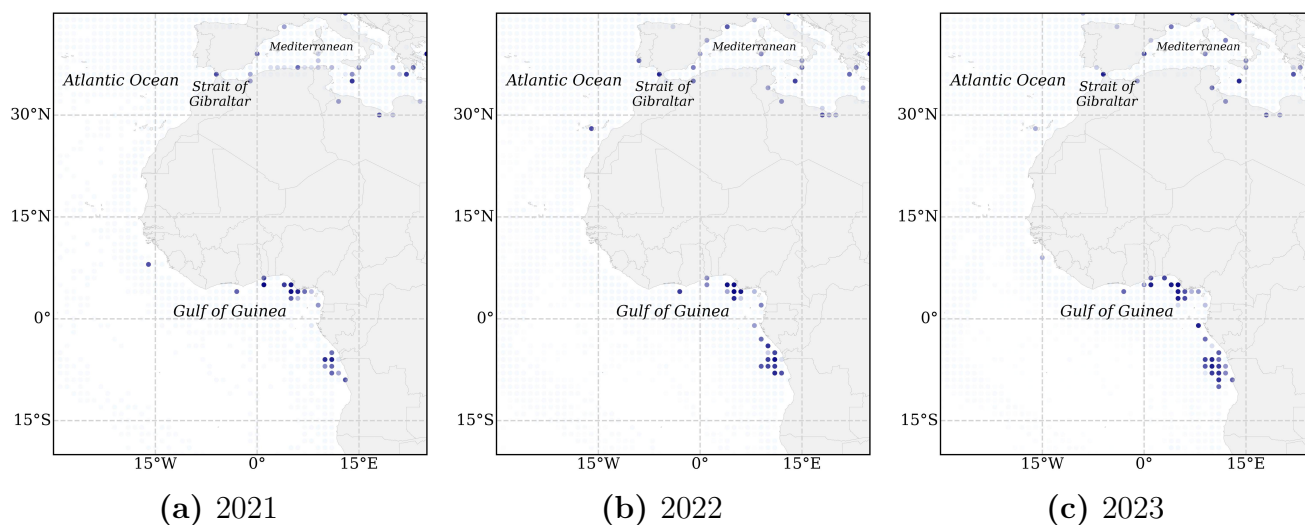 Mediterranean
Atlantic Ocean
Strait of
Gibraltar
30°N
15°N
Gulf of Guinea
0°
15°S
15°W 0° 15°E
(a) 2021
Mediterranean
Atlantic Ocean
Strait of
Gibraltar
30°N
15°N
Gulf of Guinea
0°
15°S
15°W 0° 15°E
(b) 2022
Mediterranean
Atlantic Ocean
Strait of
Gibraltar
30°N
15°N
Gulf of Guinea
0°
15°S
15°W 0° 15°E
(c) 2023